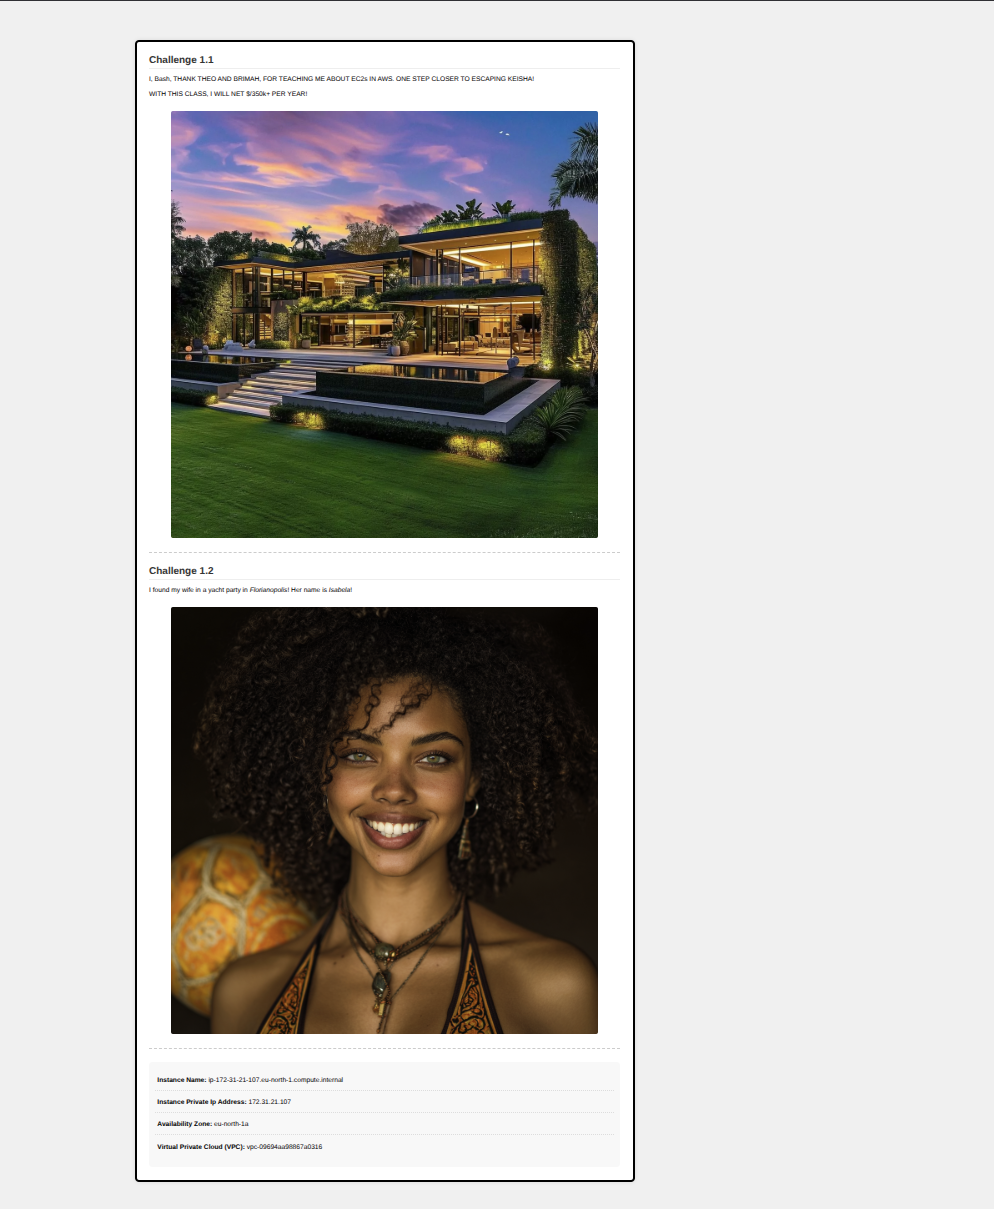 Challenge 1.1
I, Bash, THANK THEO AND BRIMAH, FOR TEACHING ME ABOUT EC2s IN AWS. ONE STEP CLOSER TO ESCAPING KEISHA!
WITH THIS CLASS, I WILL NET $/350k+ PER YEAR!
Challenge 1.2
I found my wife in a yacht party in Florianopolis! Her name is Isabela!
Instance Name: ip-172-31-21-107.eu-north-1.compute.internal
Instance Private Ip Address: 172.31.21.107
Availability Zone: eu-north-1a
Virtual Private Cloud (VPC): vpc-09694aa98867a0316